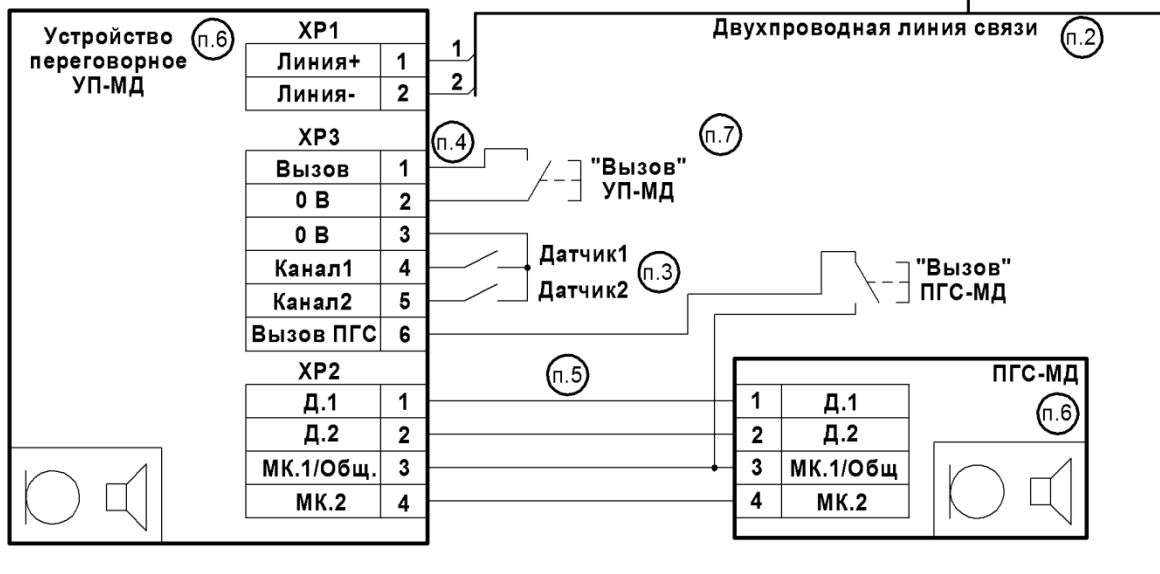 Устройство
переговорное
УП-МД
п.6
ХР1
Линия+ 1
Линия- 2
1
2
Двухпроводная линия связи
п.2
ХР3
Вызов 1
0 В 2
0 В 3
Канал1 4
Канал2 5
Вызов ПГС 6
п.4
"Вызов"
УП-МД
п.7
Датчик1
Датчик2
п.3
"Вызов"
ПГС-МД
ХР2
Д.1 1
Д.2 2
МК.1/Общ. 3
МК.2 4
п.5
ПГС-МД
п.6
1 Д.1
2 Д.2
3 МК.1/Общ
4 МК.2